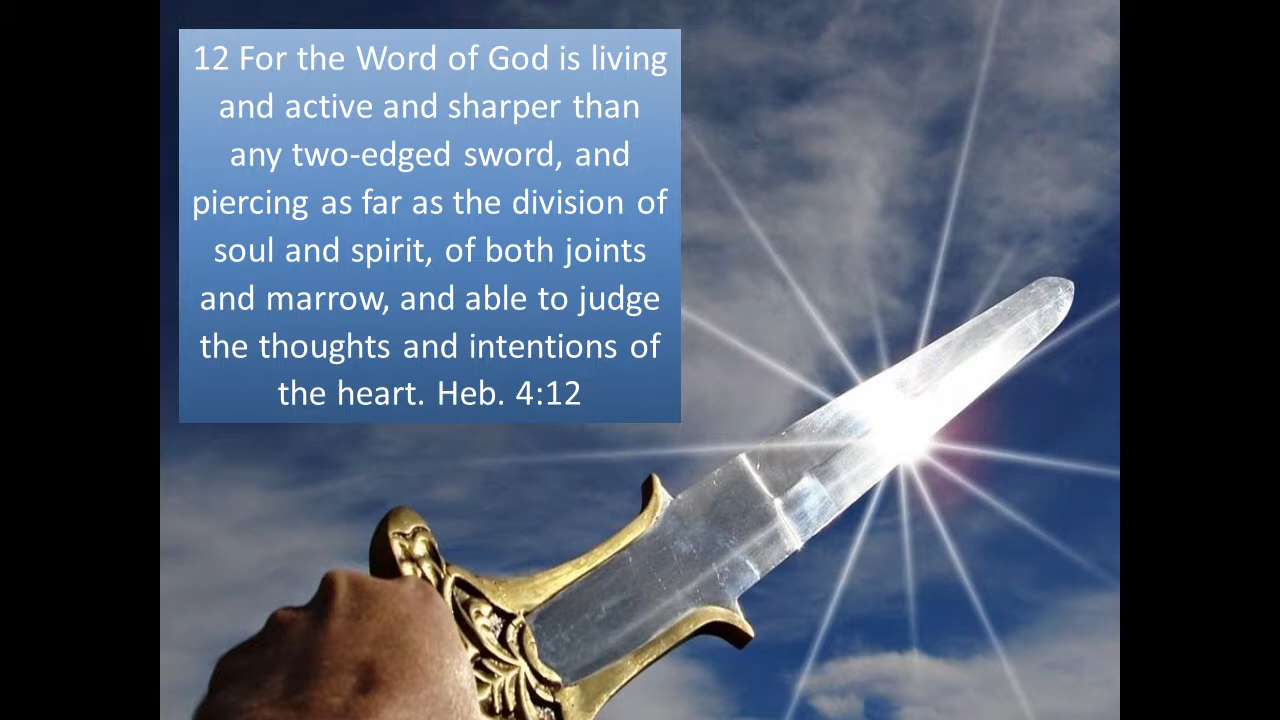 12 For the Word of God is living
and active and sharper than
any two-edged sword, and
piercing as far as the division of
soul and spirit, of both joints
and marrow, and able to judge
the thoughts and intentions of
the heart. Heb. 4:12